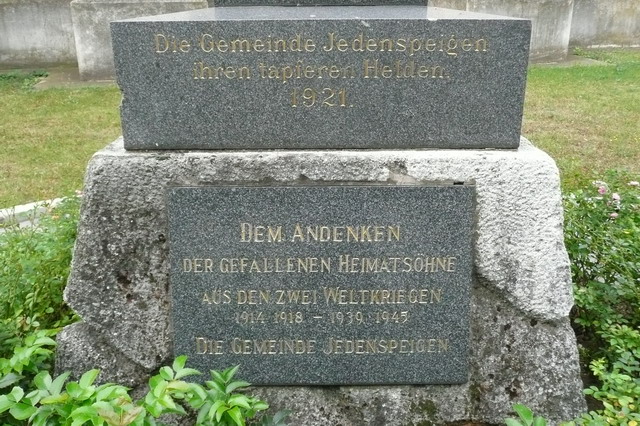 Die Gemeinde Jedenspeigen
ihren tapferen Helden.
1921.
DEM ANDENKEN
DER GEFALLENEN HEIMATSÖHNE
AUS DEN ZWEI WELTKRIEGEN
1914 1918 – 1939 1945
DIE GEMEINDE JEDENSPEIGEN